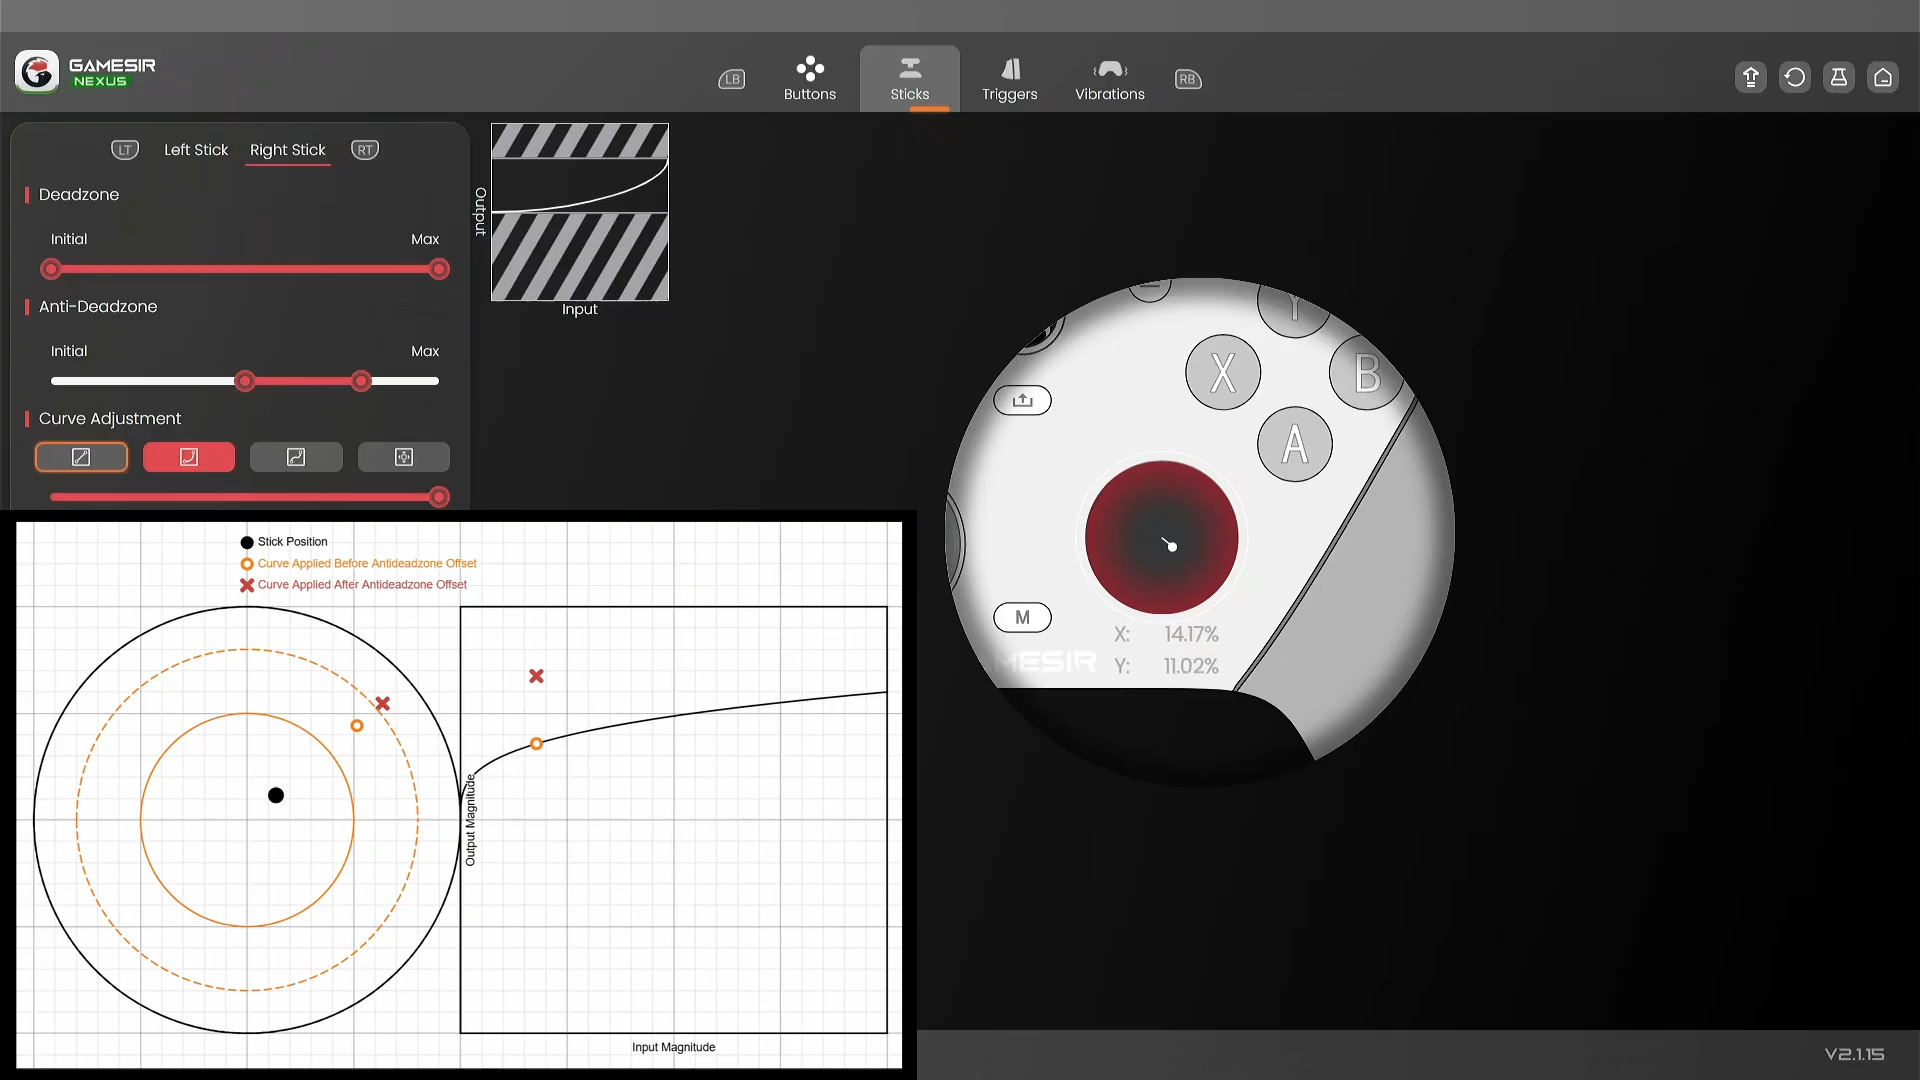 GAMESIR
NEXUS
LB
Buttons
Sticks
Triggers
Vibrations
RB
LT
Left Stick
Right Stick
RT
Deadzone
Initial
Max
Anti-Deadzone
Initial
Max
Curve Adjustment
Output
Input
Y
X
B
A
M
X: 14.17%
MESIR
Y: 11.02%
Stick Position
Curve Applied Before Antideadzone Offset
Curve Applied After Antideadzone Offset
Output Magnitude
Input Magnitude
V2.1.15